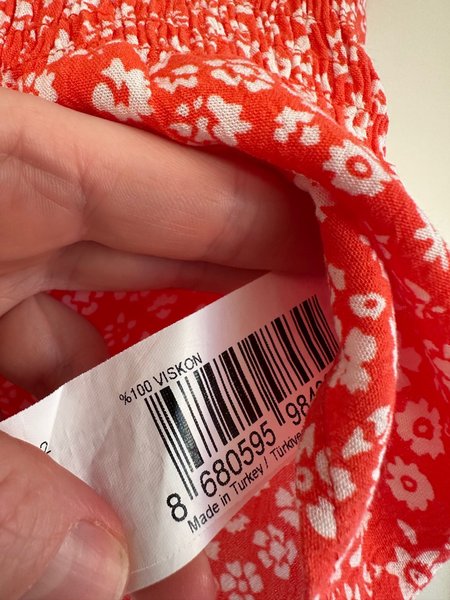 %100 VISKON
8 680595 984
Made in Turkey / Türkiye